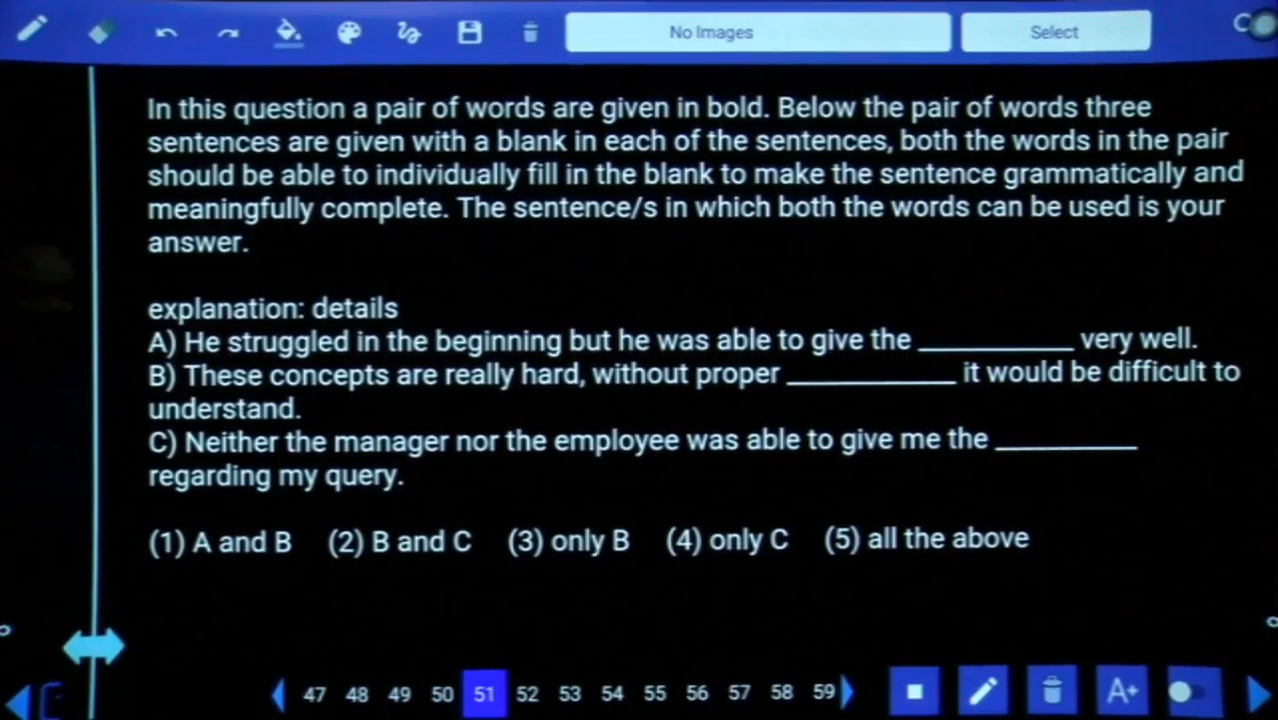 No Images
Select
In this question a pair of words are given in bold. Below the pair of words three
sentences are given with a blank in each of the sentences, both the words in the pair
should be able to individually fill in the blank to make the sentence grammatically and
meaningfully complete. The sentence/s in which both the words can be used is your
answer.
explanation: details
A) He struggled in the beginning but he was able to give the ___________ very well.
B) These concepts are really hard, without proper ____________ it would be difficult to
understand.
C) Neither the manager nor the employee was able to give me the __________
regarding my query.
(1) A and B (2) B and C (3) only B (4) only C (5) all the above
47 48 49 50 51 52 53 54 55 56 57 58 59
A+